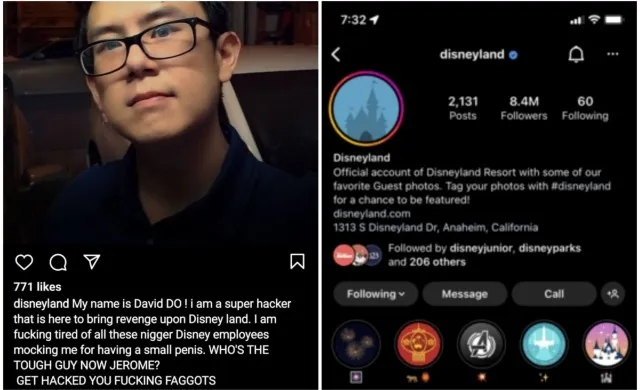 771 likes
disneyland My name is David DO ! i am a super hacker
that is here to bring revenge upon Disney land. I am
fucking tired of all these nigger Disney employees
mocking me for having a small penis. WHO'S THE
TOUGH GUY NOW JEROME?
GET HACKED YOU FUCKING FAGGOTS
7:32
disneyland
2,131 8.4M 60
Posts Followers Following
Disneyland
Official account of Disneyland Resort with some of our
favorite Guest photos. Tag your photos with #disneyland
for a chance to be featured!
disneyland.com
1313 S Disneyland Dr, Anaheim, California
Followed by disneyjunior, disneyparks
and 206 others
Following Message Call